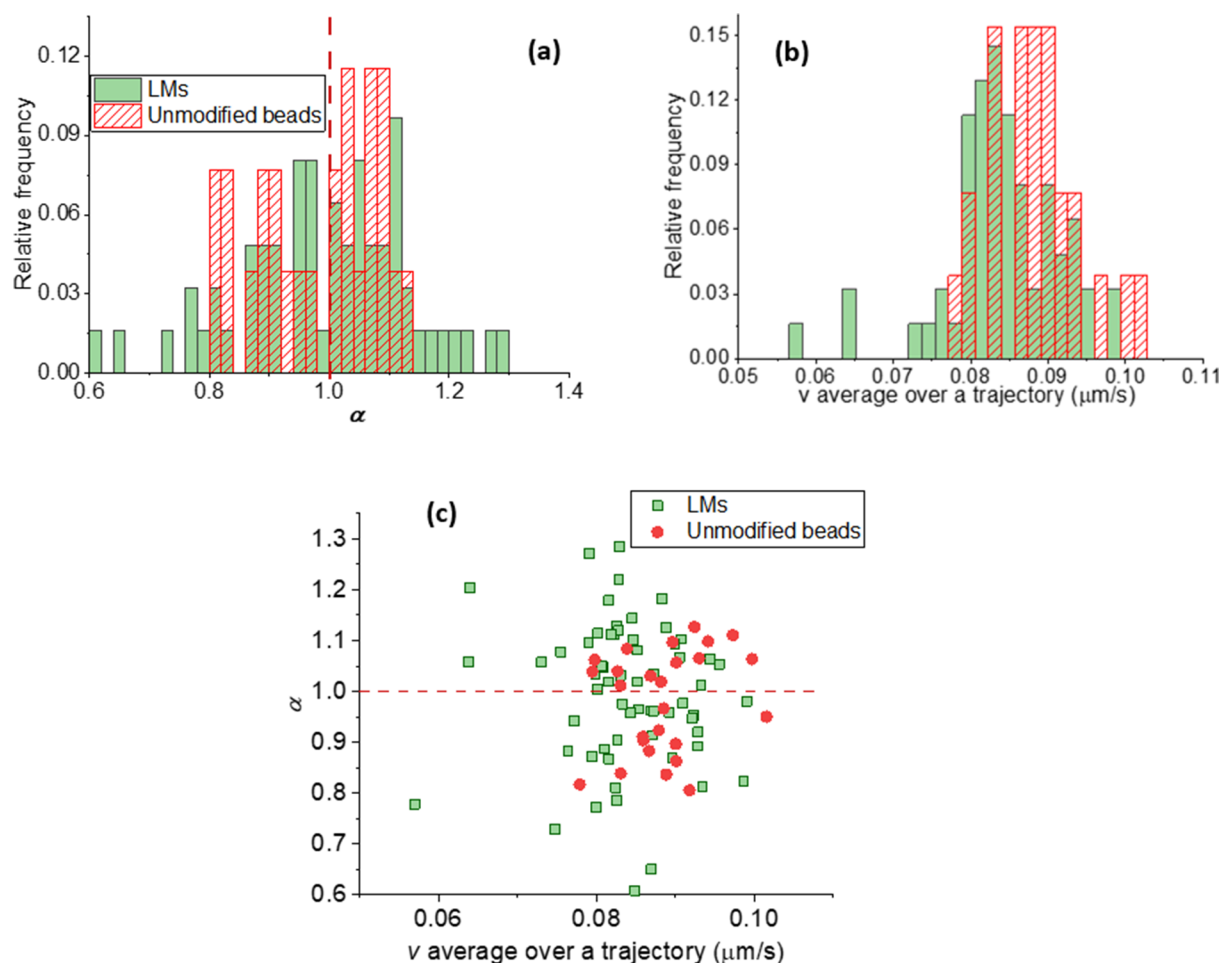 (a)
LMs
Unmodified beads
Relative frequency
0.12
0.09
0.06
0.03
0.00
0.6
0.8
1.0
1.2
1.4
α
(b)
Relative frequency
0.15
0.12
0.09
0.06
0.03
0.00
0.05
0.06
0.07
0.08
0.09
0.10
0.11
v average over a trajectory (μm/s)
(c)
LMs
Unmodified beads
α
1.3
1.2
1.1
1.0
0.9
0.8
0.7
0.6
0.06
0.08
0.10
v average over a trajectory (μm/s)